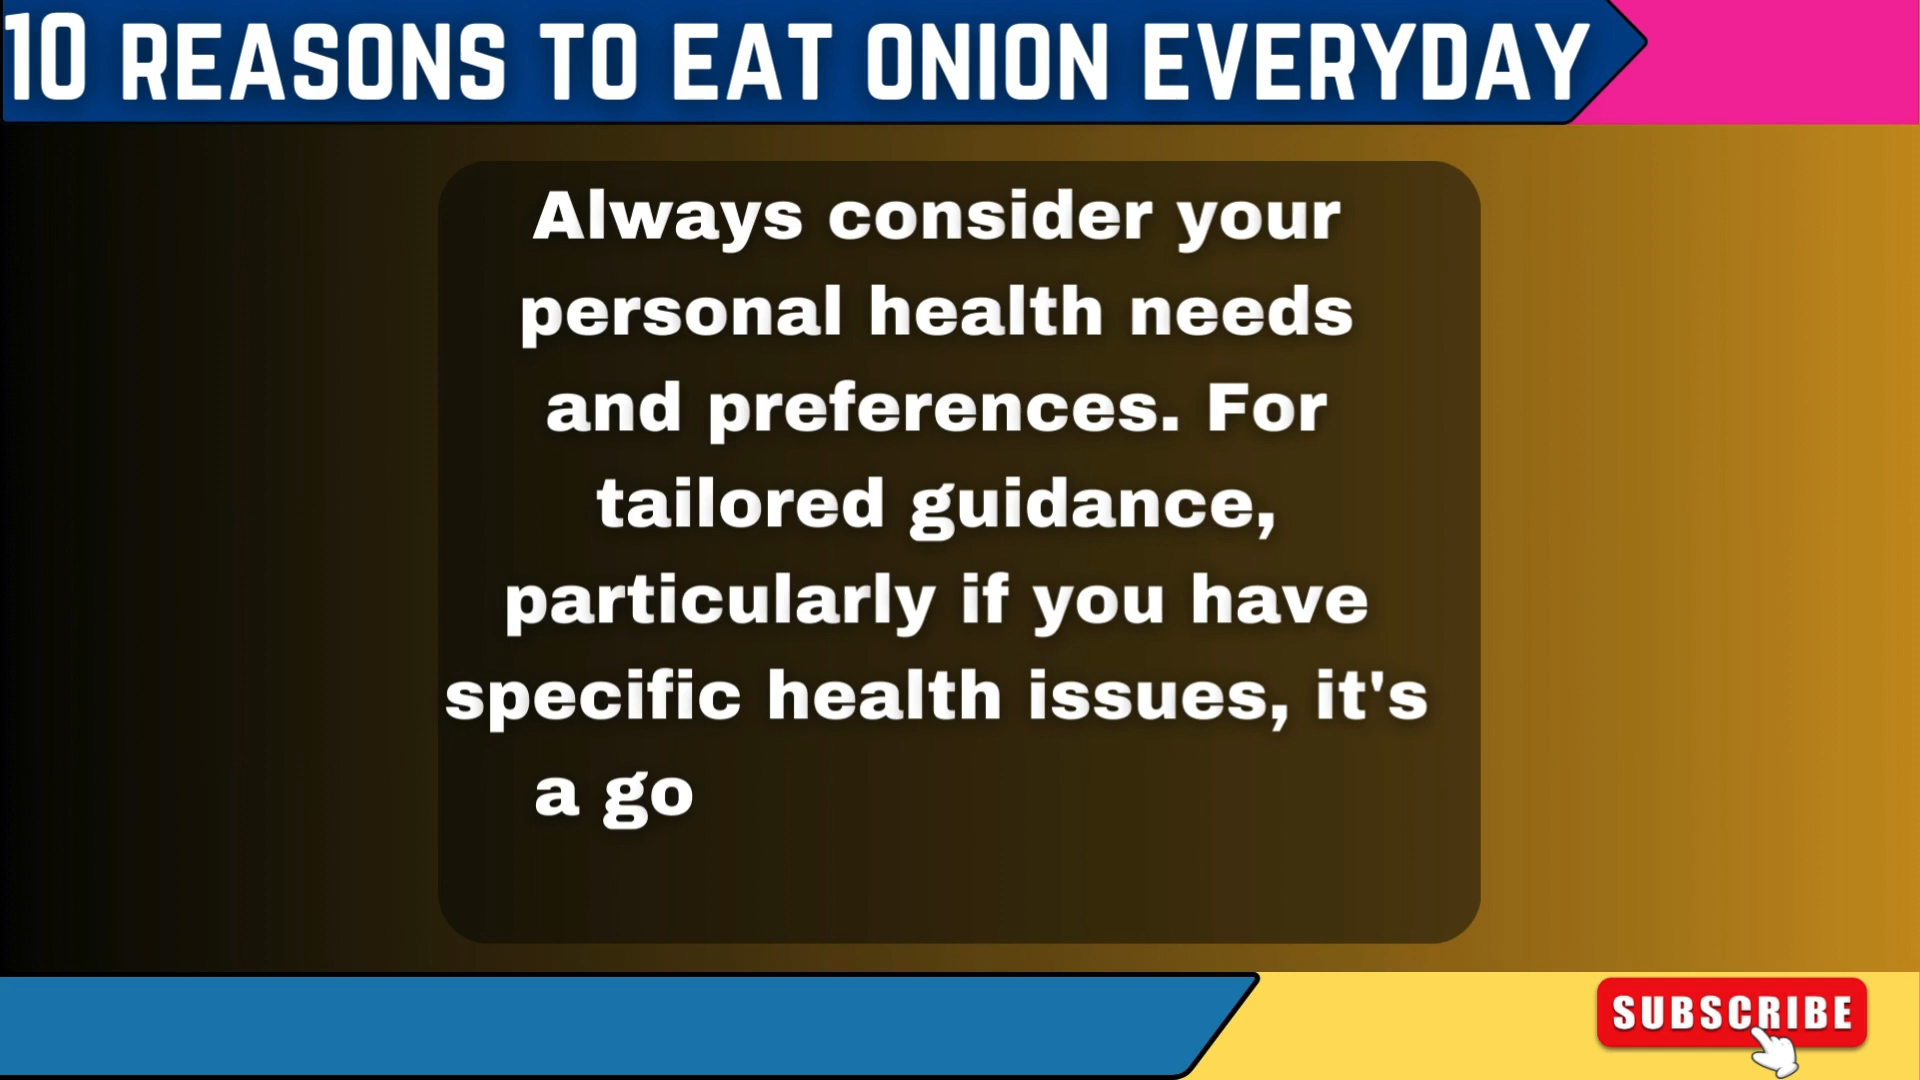 10 REASONS TO EAT ONION EVERYDAY
Always consider your
personal health needs
and preferences. For
tailored guidance,
particularly if you have
specific health issues, it's
a go
SUBSCRIBE